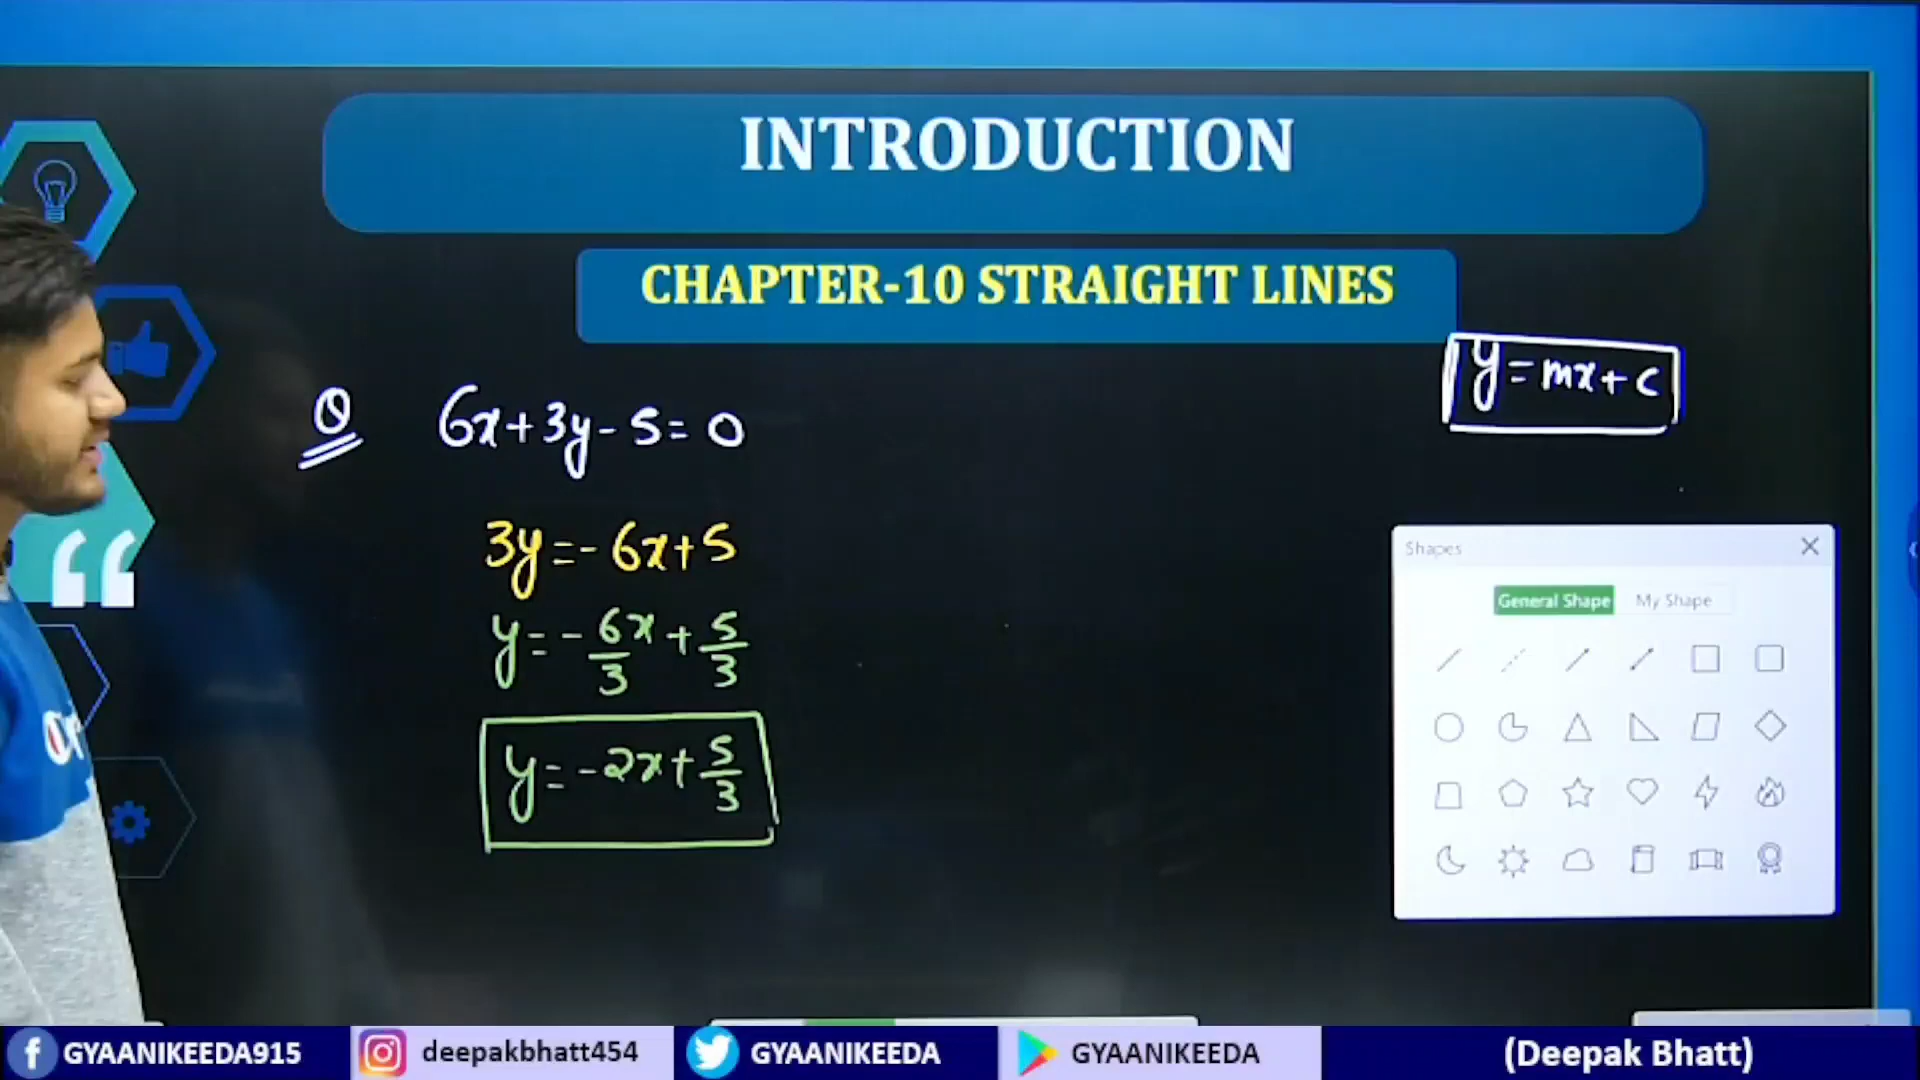 INTRODUCTION
CHAPTER-10 STRAIGHT LINES
y = mx + c
Q 6x + 3y - 5 = 0
3y = - 6x + 5
y = - 6x/3 + 5/3
y = - 2x + 5/3
Shapes
General Shape My Shape
GYAANIKEEDA915 deepakbhatt454 GYAANIKEEDA GYAANIKEEDA (Deepak Bhatt)